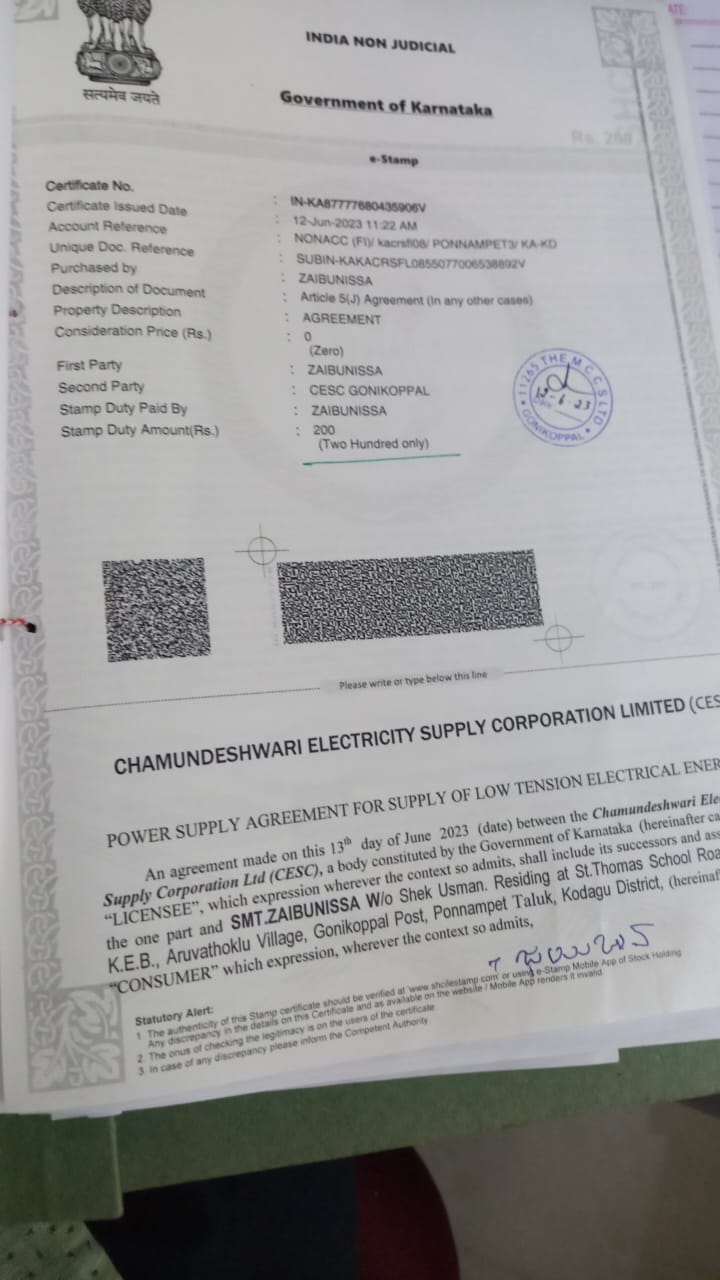 सत्यमेव जयते
INDIA NON JUDICIAL
Government of Karnataka
Rs. 200
e-Stamp
Certificate No. : IN-KA87777680435906V
Certificate Issued Date : 12-Jun-2023 11:22 AM
Account Reference : NONACC (FI)/ kacrsfl08/ PONNAMPET3/ KA-KD
Unique Doc. Reference : SUBIN-KAKACRSFL0855077006538892V
Purchased by : ZAIBUNISSA
Description of Document : Article 5(J) Agreement (In any other cases)
Property Description : AGREEMENT
Consideration Price (Rs.) : 0
(Zero)
First Party : ZAIBUNISSA
Second Party : CESC GONIKOPPAL
Stamp Duty Paid By : ZAIBUNISSA
Stamp Duty Amount(Rs.) : 200
(Two Hundred only)
11265 THE M.C.C.S LTD
GONIKOPPAL
Please write or type below this line
CHAMUNDESHWARI ELECTRICITY SUPPLY CORPORATION LIMITED (CES
POWER SUPPLY AGREEMENT FOR SUPPLY OF LOW TENSION ELECTRICAL ENER
An agreement made on this 13th day of June 2023 (date) between the Chamundeshwari Ele
Supply Corporation Ltd (CESC), a body constituted by the Government of Karnataka (hereinafter ca
“LICENSEE”, which expression wherever the context so admits, shall include its successors and ass
the one part and SMT.ZAIBUNISSA W/o Shek Usman. Residing at St.Thomas School Roa
K.E.B., Aruvathoklu Village, Gonikoppal Post, Ponnampet Taluk, Kodagu District, (hereinaf
“CONSUMER” which expression, wherever the context so admits,
Statutory Alert:
1 The authenticity of this Stamp certificate should be verified at 'www.shcilestamp.com' or using e-Stamp Mobile App of Stock Holding
Any discrepancy in the details on this Certificate and as available on the website / Mobile App renders it invalid
2. The onus of checking the legitimacy is on the users of the certificate
3. In case of any discrepancy please inform the Competent Authority